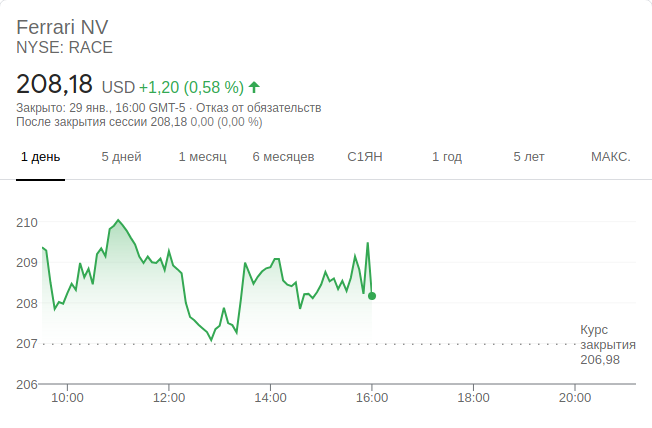 Ferrari NV
NYSE: RACE
208,18 USD +1,20 (0,58 %)
Закрыто: 29 янв., 16:00 GMT-5 · Отказ от обязательств
После закрытия сессии 208,18 0,00 (0,00 %)
1 день 5 дней 1 месяц 6 месяцев С1ЯН 1 год 5 лет МАКС.
210
209
208
207
Курс
закрытия
206,98
206
10:00 12:00 14:00 16:00 18:00 20:00